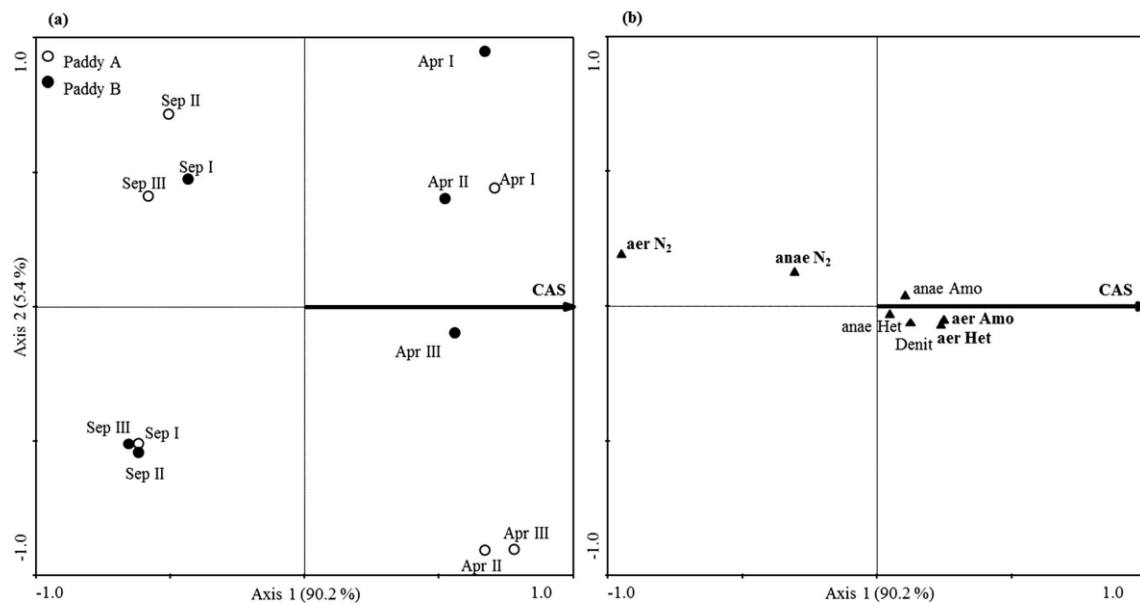 (a)
Paddy A
Paddy B
Apr I
Sep II
Sep I
Sep III
Apr II
Apr I
CAS
Apr III
Sep III
Sep I
Sep II
Apr III
Apr II
1.0
Axis 2 (5.4 %)
-1.0
-1.0
Axis 1 (90.2 %)
1.0
(b)
1.0
aer N₂
anae N₂
anae Amo
CAS
anae Het
aer Amo
Denit
aer Het
-1.0
-1.0
Axis 1 (90.2 %)
1.0